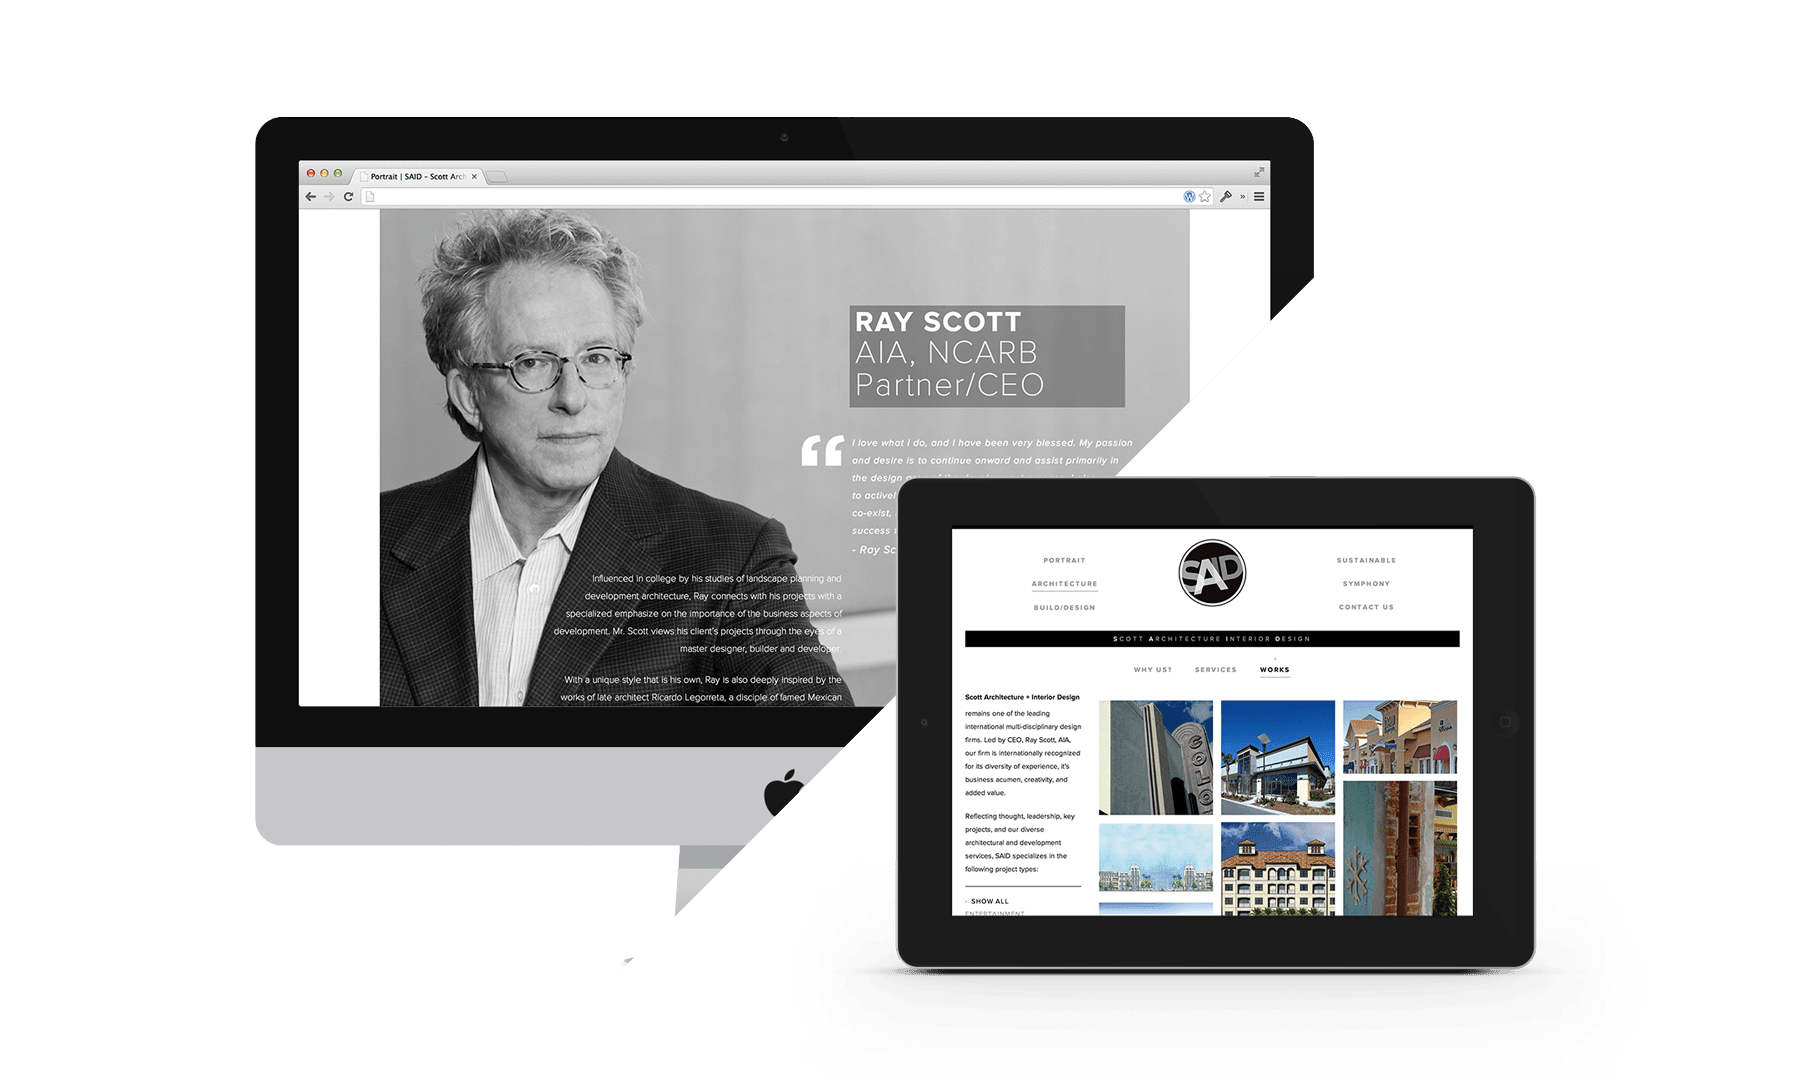 Portrait | SAID - Scott Arch
RAY SCOTT
AIA, NCARB
Partner/CEO
“
I love what I do, and I have been very blessed. My passion
and desire is to continue onward and assist primarily in
the design
to
co-exist,
success
- Ray Sc
Influenced in college by his studies of landscape planning and
development architecture, Ray connects with his projects with a
specialized emphasize on the importance of the business aspects of
development. Mr. Scott views his client's projects through the eyes of a
master designer, builder and developer.
With a unique style that is his own, Ray is also deeply inspired by the
works of late architect Ricardo Legorreta, a disciple of famed Mexican
PORTRAIT
ARCHITECTURE
BUILD/DESIGN
SAID
SUSTAINABLE
SYMPHONY
CONTACT US
SCOTT ARCHITECTURE INTERIOR DESIGN
WHY US? SERVICES WORKS
Scott Architecture + Interior Design
remains one of the leading
international multi-disciplinary design
firms. Led by CEO, Ray Scott, AIA,
our firm is internationally recognized
for its diversity of experience, it's
business acumen, creativity, and
added value.
Reflecting thought, leadership, key
projects, and our diverse
architectural and development
services, SAID specializes in the
following project types:
- SHOW ALL
ENTERTAINMENT